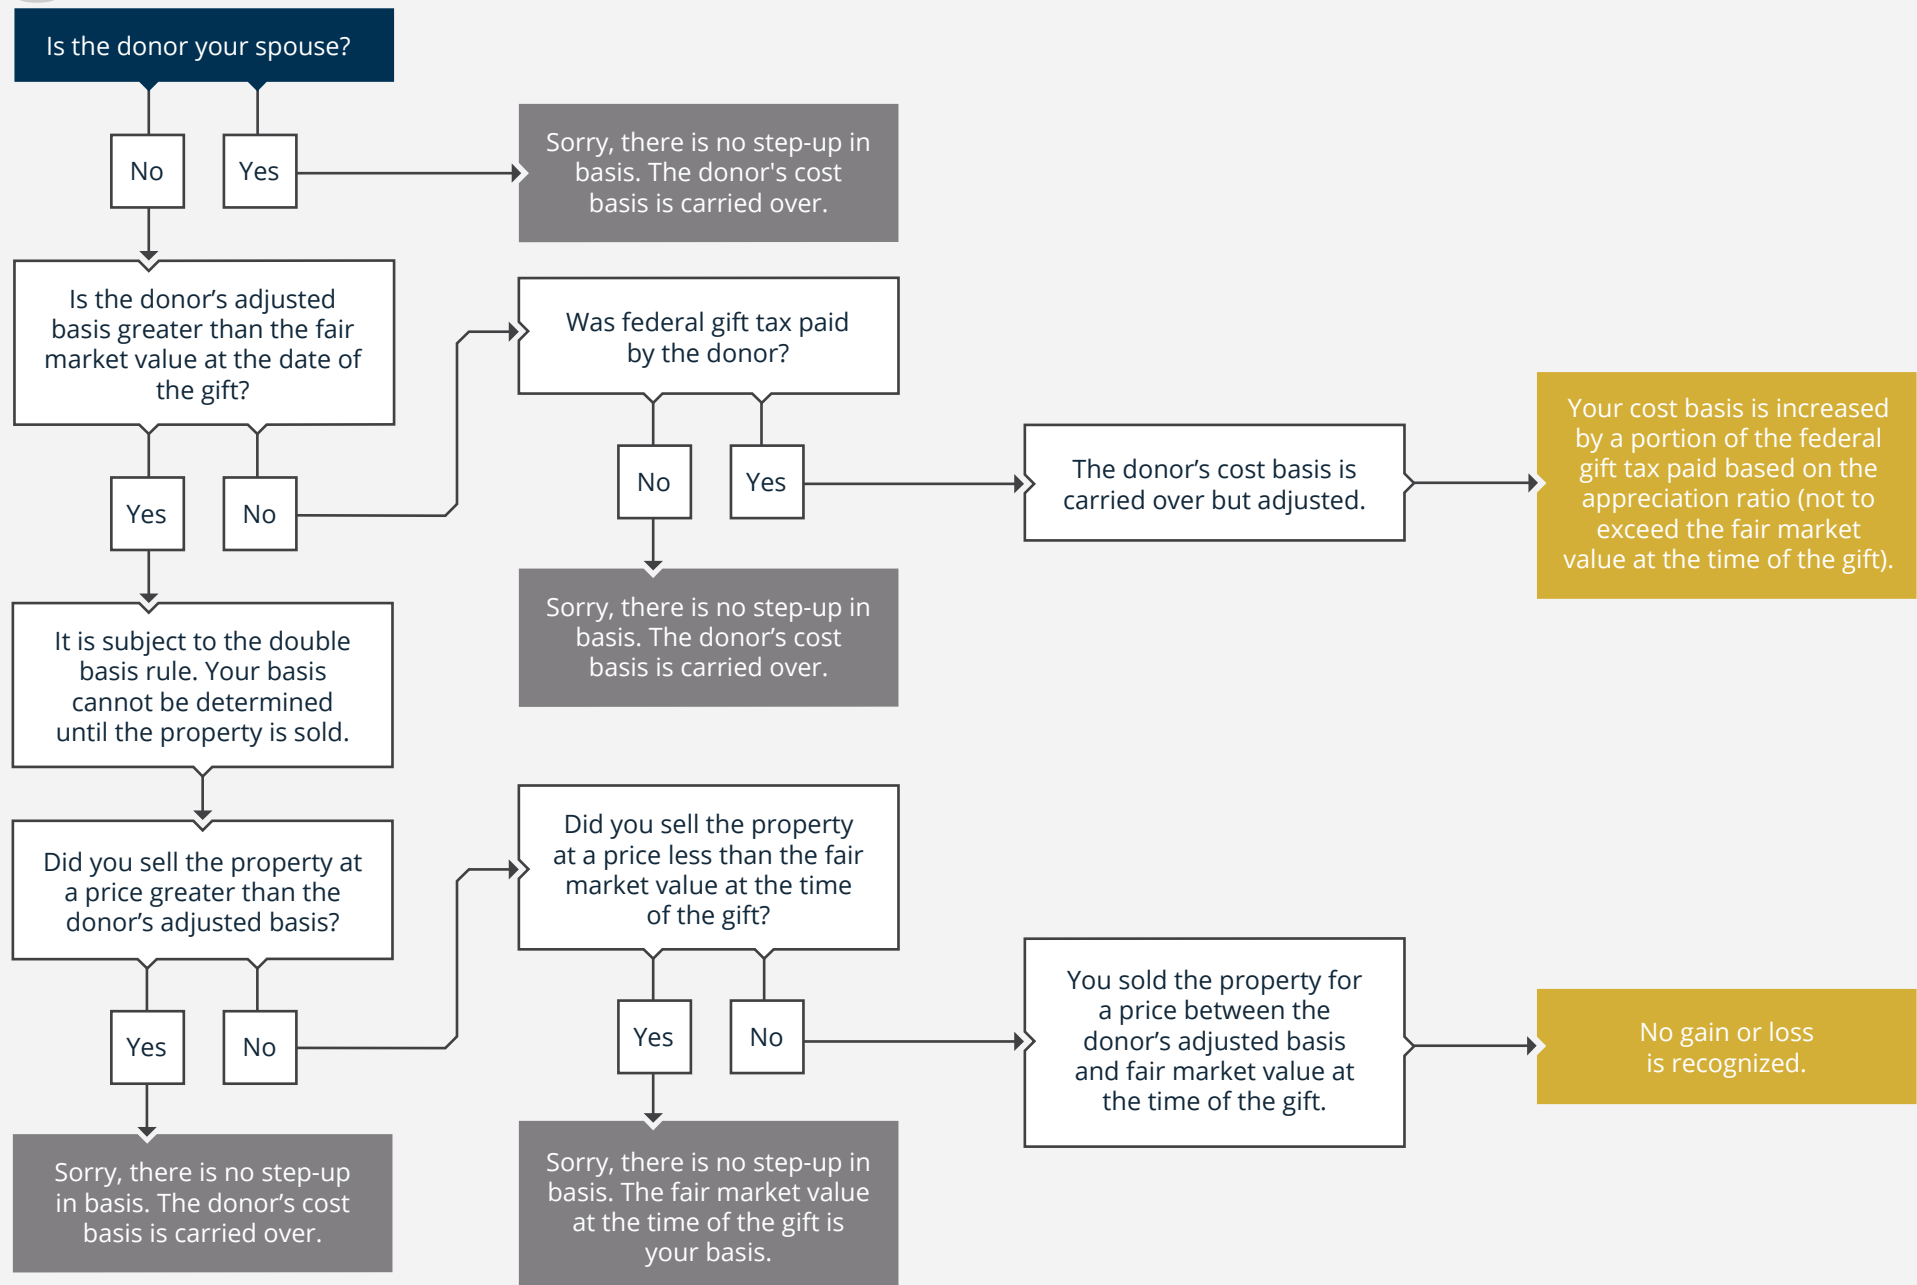 Is the donor your spouse?
No
Yes
Sorry, there is no step-up in
basis. The donor's cost
basis is carried over.
Is the donor’s adjusted
basis greater than the fair
market value at the date of
the gift?
Yes
No
Was federal gift tax paid
by the donor?
No
Yes
The donor’s cost basis is
carried over but adjusted.
Your cost basis is increased
by a portion of the federal
gift tax paid based on the
appreciation ratio (not to
exceed the fair market
value at the time of the gift).
Sorry, there is no step-up in
basis. The donor’s cost
basis is carried over.
It is subject to the double
basis rule. Your basis
cannot be determined
until the property is sold.
Did you sell the property at
a price greater than the
donor’s adjusted basis?
Yes
No
Did you sell the property
at a price less than the fair
market value at the time
of the gift?
Yes
No
You sold the property for
a price between the
donor’s adjusted basis
and fair market value at
the time of the gift.
No gain or loss
is recognized.
Sorry, there is no step-up
in basis. The donor’s cost
basis is carried over.
Sorry, there is no step-up in
basis. The fair market value
at the time of the gift is
your basis.